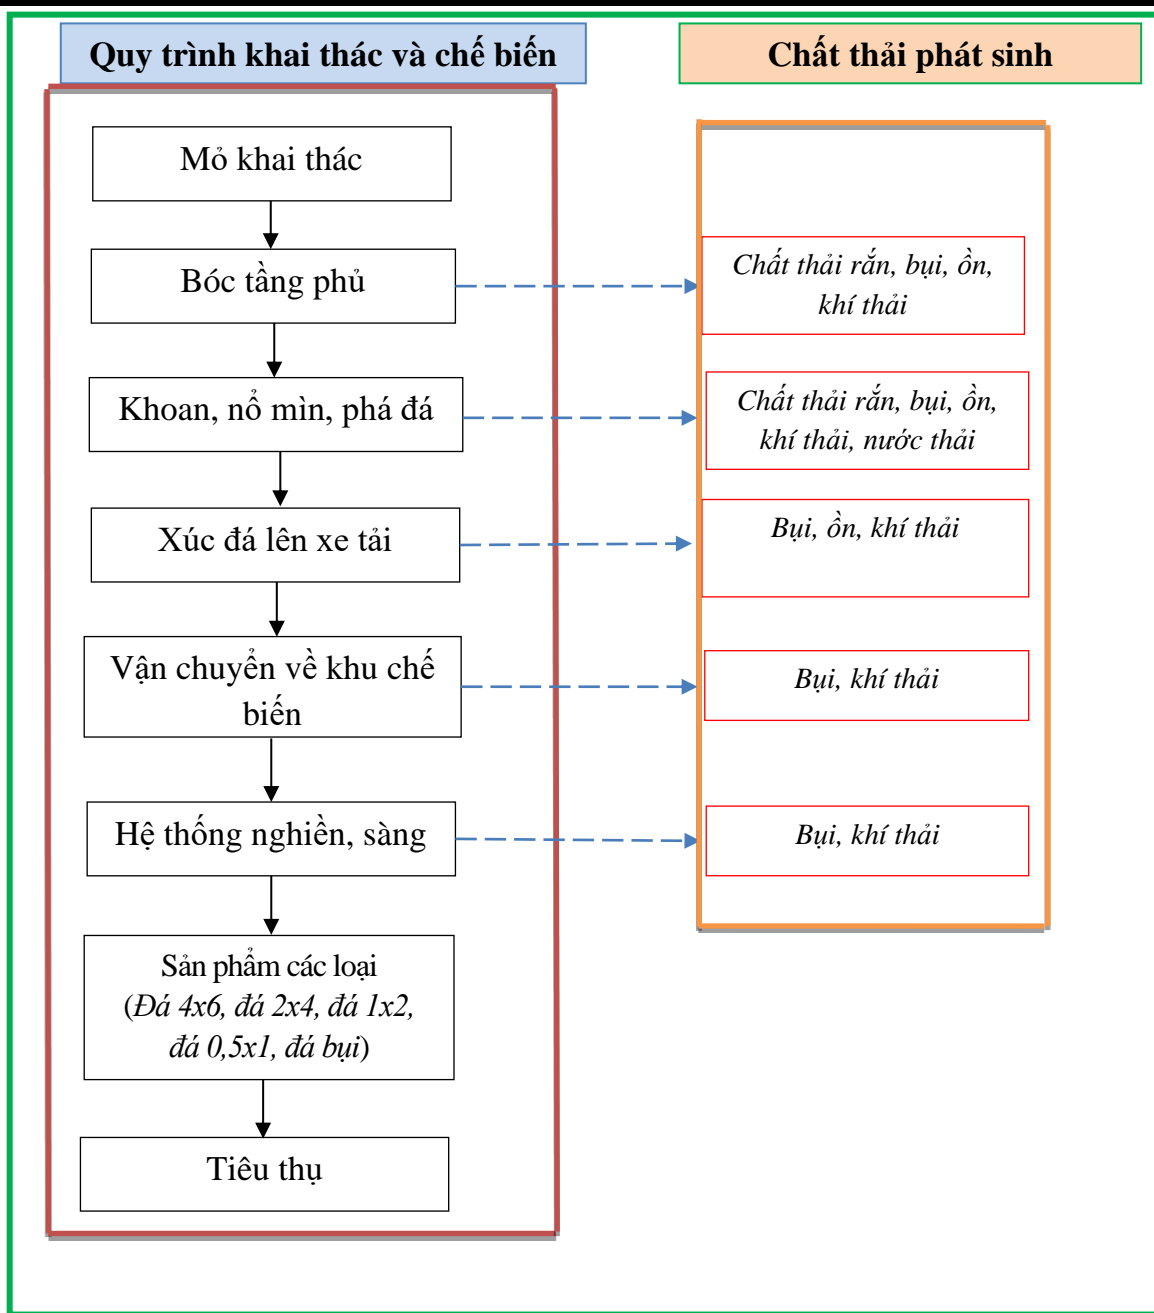 Quy trình khai thác và chế biến
Chất thải phát sinh
Mỏ khai thác
Bóc tầng phủ
Chất thải rắn, bụi, ồn,
khí thải
Khoan, nổ mìn, phá đá
Chất thải rắn, bụi, ồn,
khí thải, nước thải
Xúc đá lên xe tải
Bụi, ồn, khí thải
Vận chuyển về khu chế
biến
Bụi, khí thải
Hệ thống nghiền, sàng
Bụi, khí thải
Sản phẩm các loại
(Đá 4x6, đá 2x4, đá 1x2,
đá 0,5x1, đá bụi)
Tiêu thụ